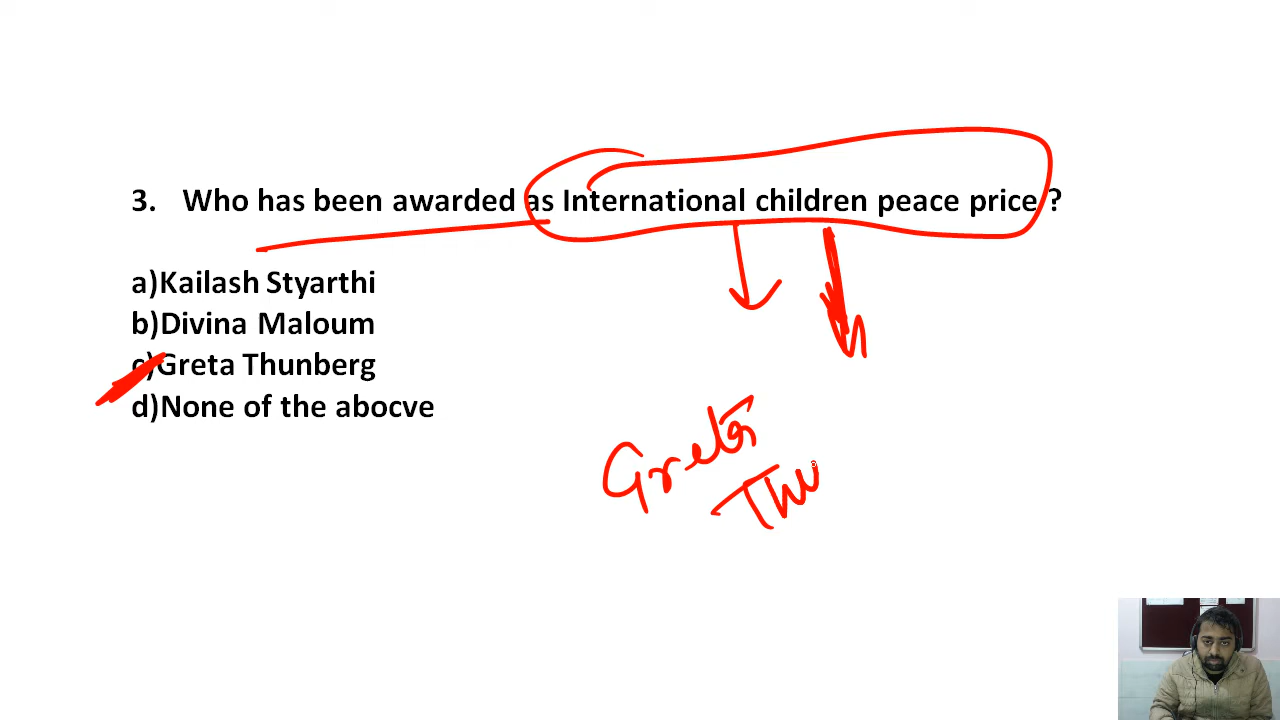 3. Who has been awarded as International children peace price ?
a)Kailash Styarthi
b)Divina Maloum
c)Greta Thunberg
d)None of the abocve
Greta
Thu